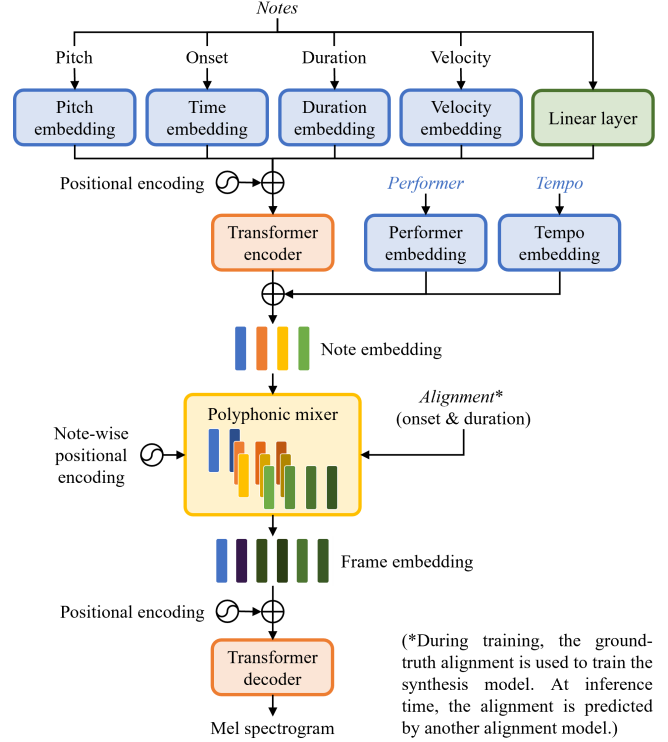 Notes
Pitch
Onset
Duration
Velocity
Pitch
embedding
Time
embedding
Duration
embedding
Velocity
embedding
Linear layer
Positional encoding
Performer
Tempo
Transformer
encoder
Performer
embedding
Tempo
embedding
Note embedding
Polyphonic mixer
Alignment*
(onset & duration)
Note-wise
positional
encoding
Frame embedding
Positional encoding
Transformer
decoder
Mel spectrogram
(*During training, the ground-
truth alignment is used to train the
synthesis model. At inference
time, the alignment is predicted
by another alignment model.)